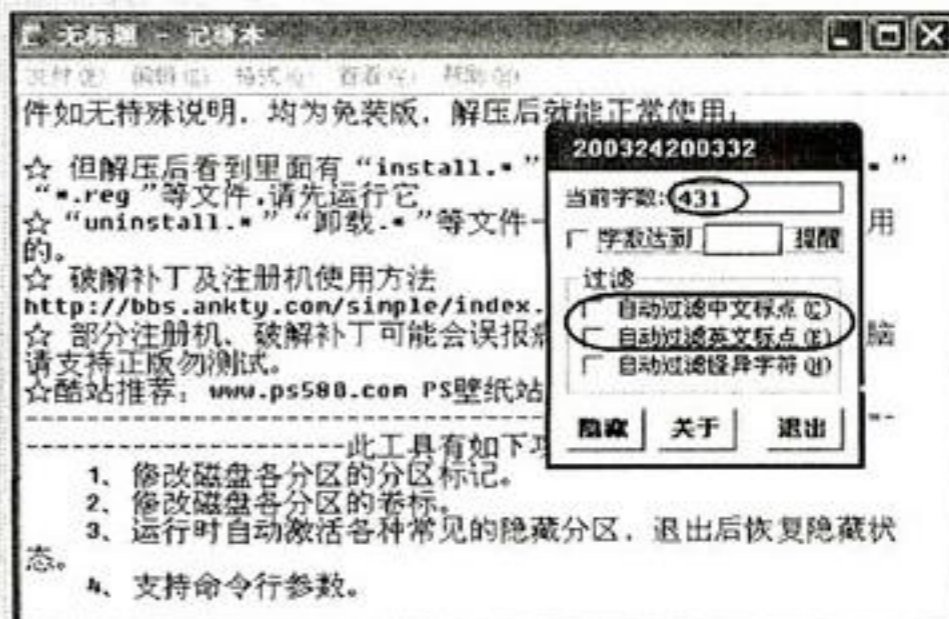 无标题 - 记事本
文件(F) 编辑(E) 格式(O) 查看(V) 帮助(H)
件如无特殊说明，均为免装版，解压后就能正常使用；
☆ 但解压后看到里面有 “install.*”
*”
“*.reg ”等文件,请先运行它
☆ “uninstall.*” “卸载.*”等文件一
用
的。
☆ 破解补丁及注册机使用方法
http://bbs.ankty.com/simple/index.
☆ 部分注册机、破解补丁可能会误报
脑
请支持正版勿测试。
☆酷站推荐：www.ps580.com PS壁纸站
此工具有如下
1、修改磁盘各分区的分区标记。
2、修改磁盘各分区的卷标。
3、运行时自动激活各种常见的隐藏分区，退出后恢复隐藏状
态。
4、支持命令行参数。
200324200332
当前字数:431
字数达到 提醒
过滤
自动过滤中文标点(C)
自动过滤英文标点(E)
自动过滤怪异字符(H)
隐藏 关于 退出